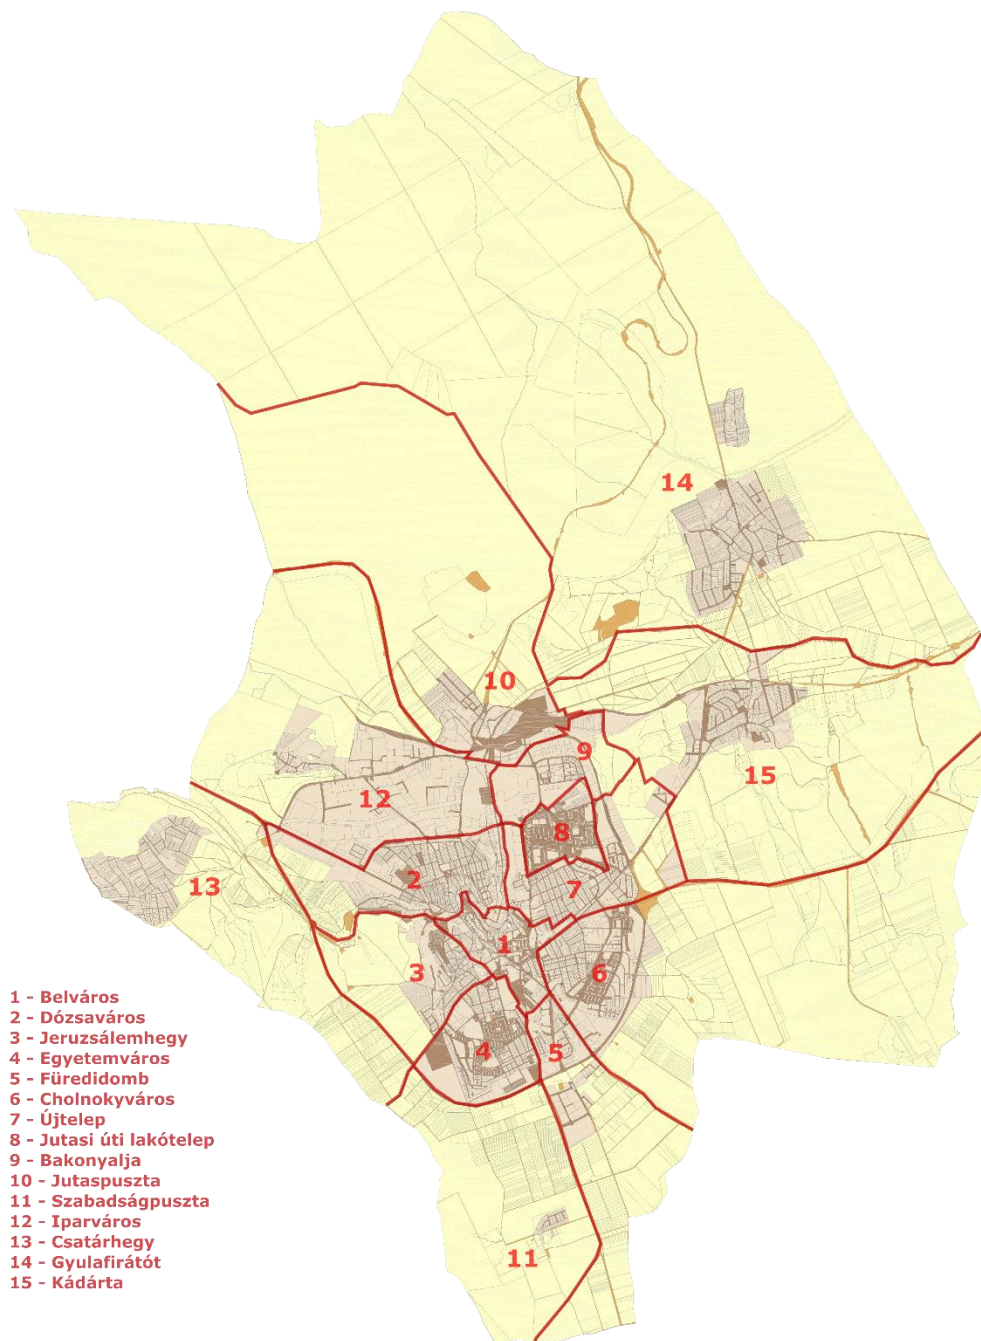 14
10
9
15
12
8
2
13
7
1
3
6
4
5
11
1 - Belváros
2 - Dózsaváros
3 - Jeruzsálemhegy
4 - Egyetemváros
5 - Füredidomb
6 - Cholnokyváros
7 - Újtelep
8 - Jutasi úti lakótelep
9 - Bakonyalja
10 - Jutaspuszta
11 - Szabadságpuszta
12 - Iparváros
13 - Csatárhegy
14 - Gyulafirátót
15 - Kádárta